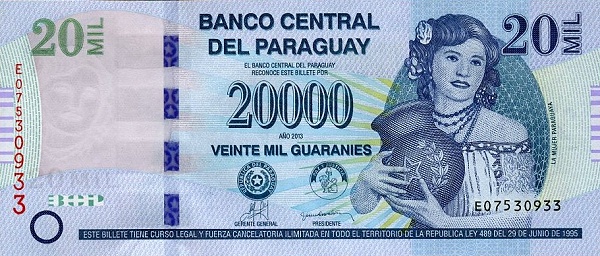 20 MIL
BANCO CENTRAL
DEL PARAGUAY
20 MIL
EL BANCO CENTRAL DEL PARAGUAY
RECONOCE ESTE BILLETE POR
20000
AÑO 2013
VEINTE MIL GUARANIES
E07530933
LA MUJER PARAGUAYA
GERENTE GENERAL
PRESIDENTE
E07530933
ESTE BILLETE TIENE CURSO LEGAL Y FUERZA CANCELATORIA ILIMITADA EN TODO EL TERRITORIO DE LA REPUBLICA LEY 489 DEL 29 DE JUNIO DE 1995